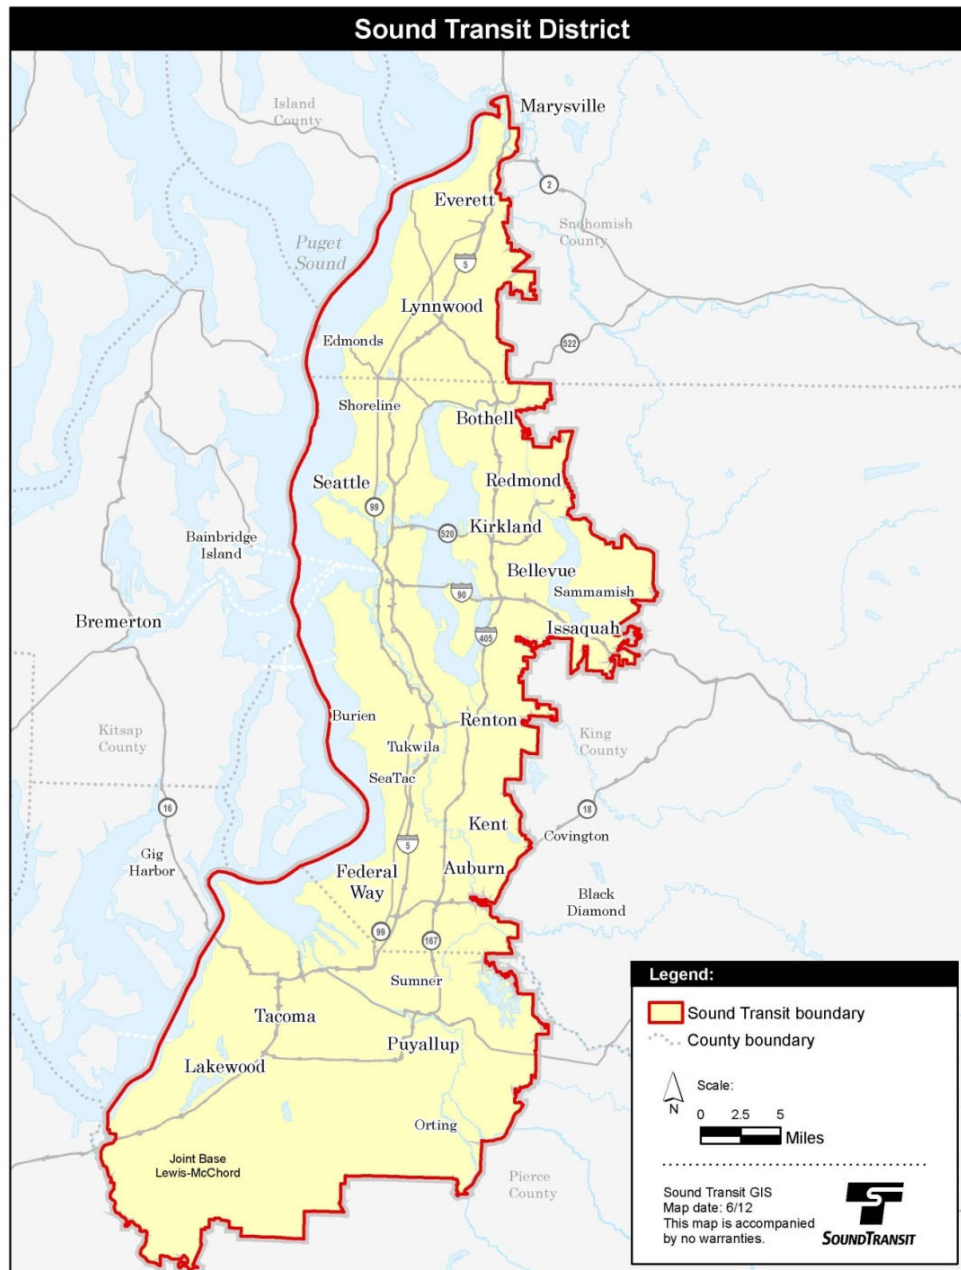 Sound Transit District
Marysville
Island
County
2
Everett
Snohomish
County
Puget
Sound
5
Lynnwood
Edmonds
522
Shoreline
Bothell
Seattle
Redmond
99
Kirkland
520
Bainbridge
Island
Bellevue
90
Sammamish
Bremerton
Issaquah
405
Burien
Renton
Kitsap
County
King
County
Tukwila
SeaTac
16
18
Kent
Covington
5
Gig
Harbor
Federal
Way
Auburn
Black
Diamond
99
167
Sumner
Tacoma
Puyallup
Lakewood
Orting
Joint Base
Lewis-McChord
Pierce
County
Legend:
Sound Transit boundary
County boundary
Scale:
N
0 2.5 5
Miles
Sound Transit GIS
Map date: 6/12
This map is accompanied
by no warranties.
SOUNDTRANSIT